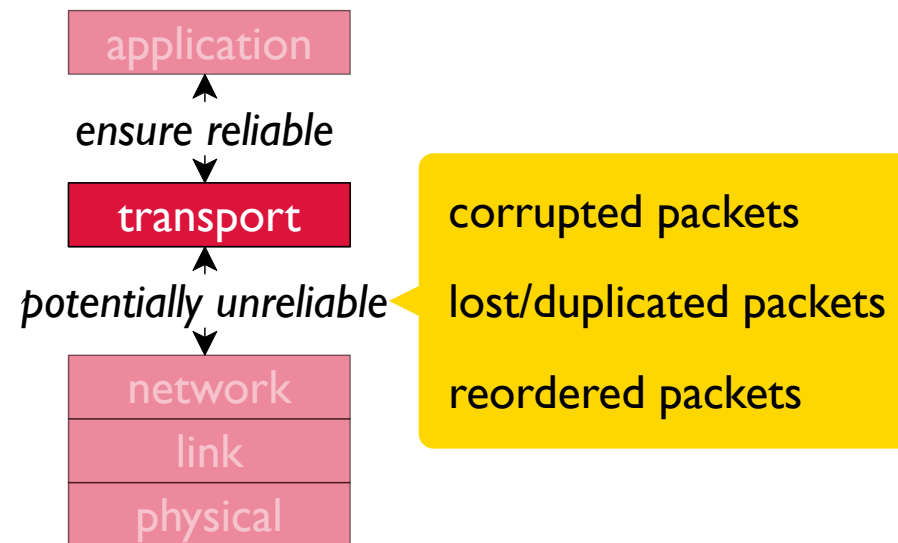 application
ensure reliable
transport
potentially unreliable
network
link
physical
corrupted packets
lost/duplicated packets
reordered packets